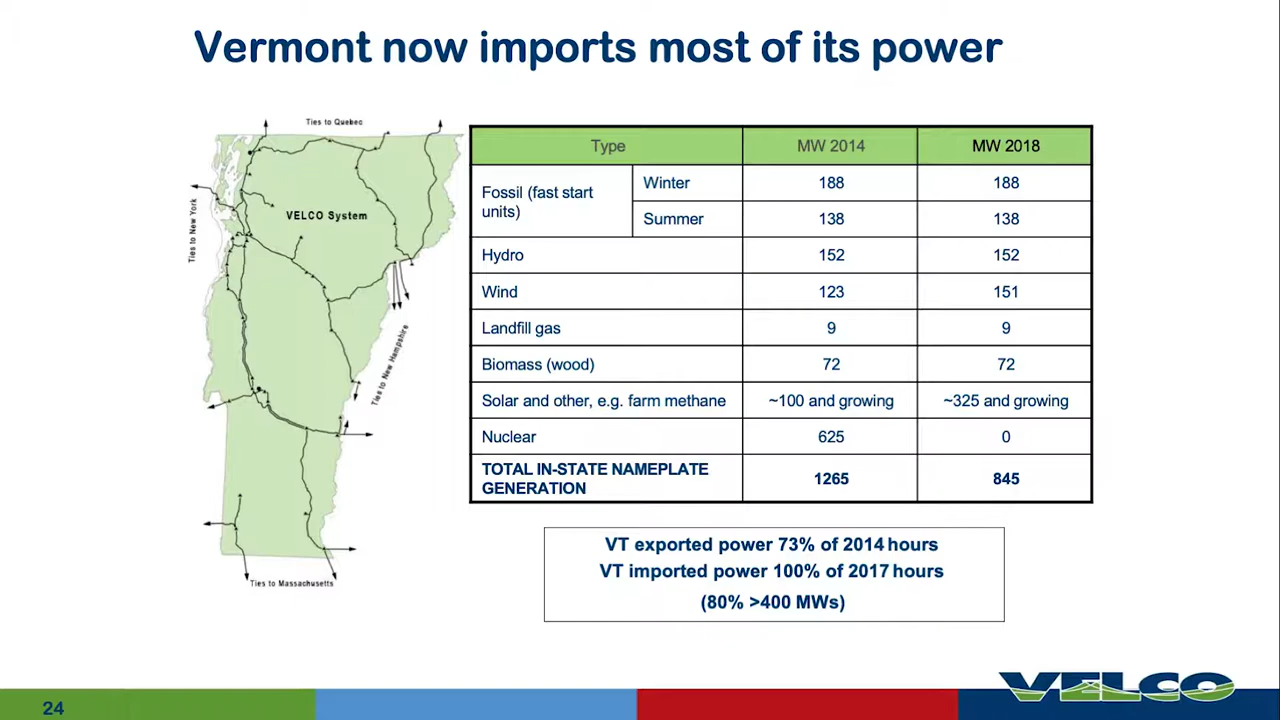 Vermont now imports most of its power
Ties to Quebec
Ties to New York
VELCO System
Ties to New Hampshire
Ties to Massachusetts
Type MW 2014 MW 2018
Fossil (fast start
units)
Winter 188 188
Summer 138 138
Hydro 152 152
Wind 123 151
Landfill gas 9 9
Biomass (wood) 72 72
Solar and other, e.g. farm methane ~100 and growing ~325 and growing
Nuclear 625 0
TOTAL IN-STATE NAMEPLATE
GENERATION 1265 845
VT exported power 73% of 2014 hours
VT imported power 100% of 2017 hours
(80% >400 MWs)
24
VELCO